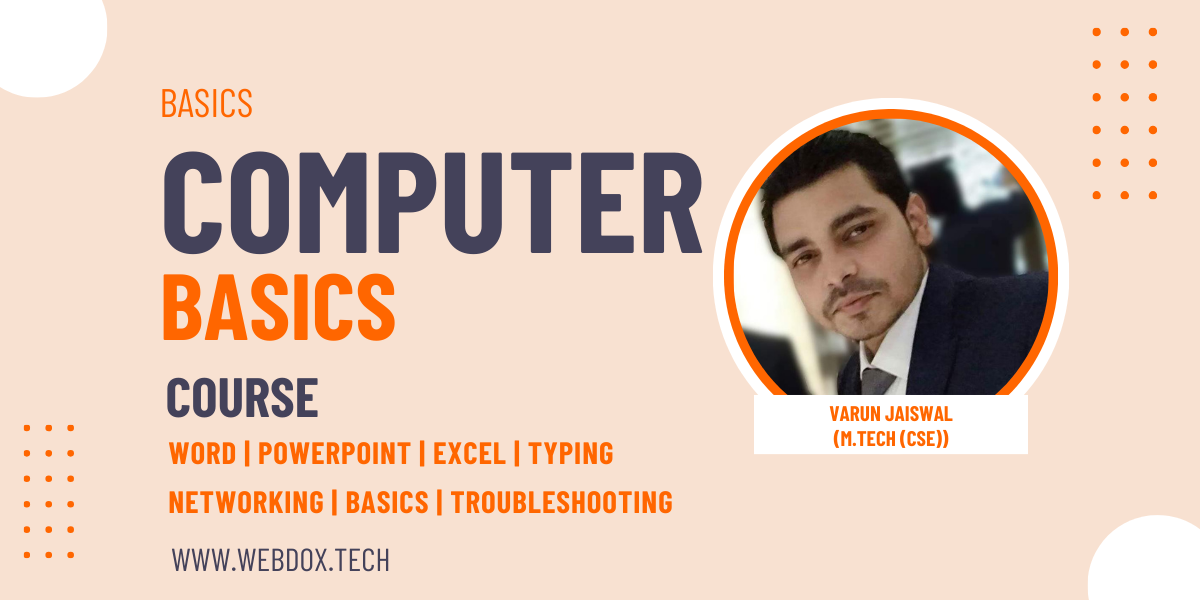 BASICS
COMPUTER
BASICS
COURSE
WORD | POWERPOINT | EXCEL | TYPING
NETWORKING | BASICS | TROUBLESHOOTING
WWW.WEBDOX.TECH
VARUN JAISWAL
(M.TECH (CSE))